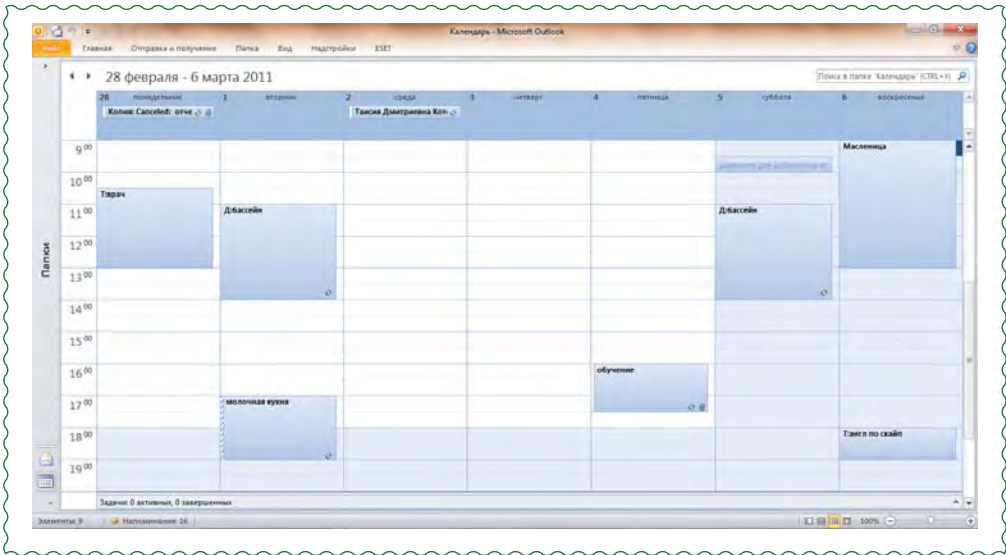 Календарь - Microsoft Outlook
Файл Главная Отправка и получение Папка Вид Надстройки ESET
28 февраля - 6 марта 2011
Поиск в папке "Календарь" (CTRL+У)
28 понедельник 1 вторник 2 среда 3 четверг 4 пятница 5 суббота 6 воскресенье
Копия: Canceled: отче
Таисия Дмитриевна Кол
9 00
Масленица
10 00
Т:врач
11 00
Д:бассейн
Д:бассейн
12 00
13 00
14 00
15 00
16 00
обучение
17 00
молочная кухня
18 00
Т:англ по скайп
19 00
Папки
Задачи: 0 активных, 0 завершенных
Элементы: 9 Напоминания: 16 100%